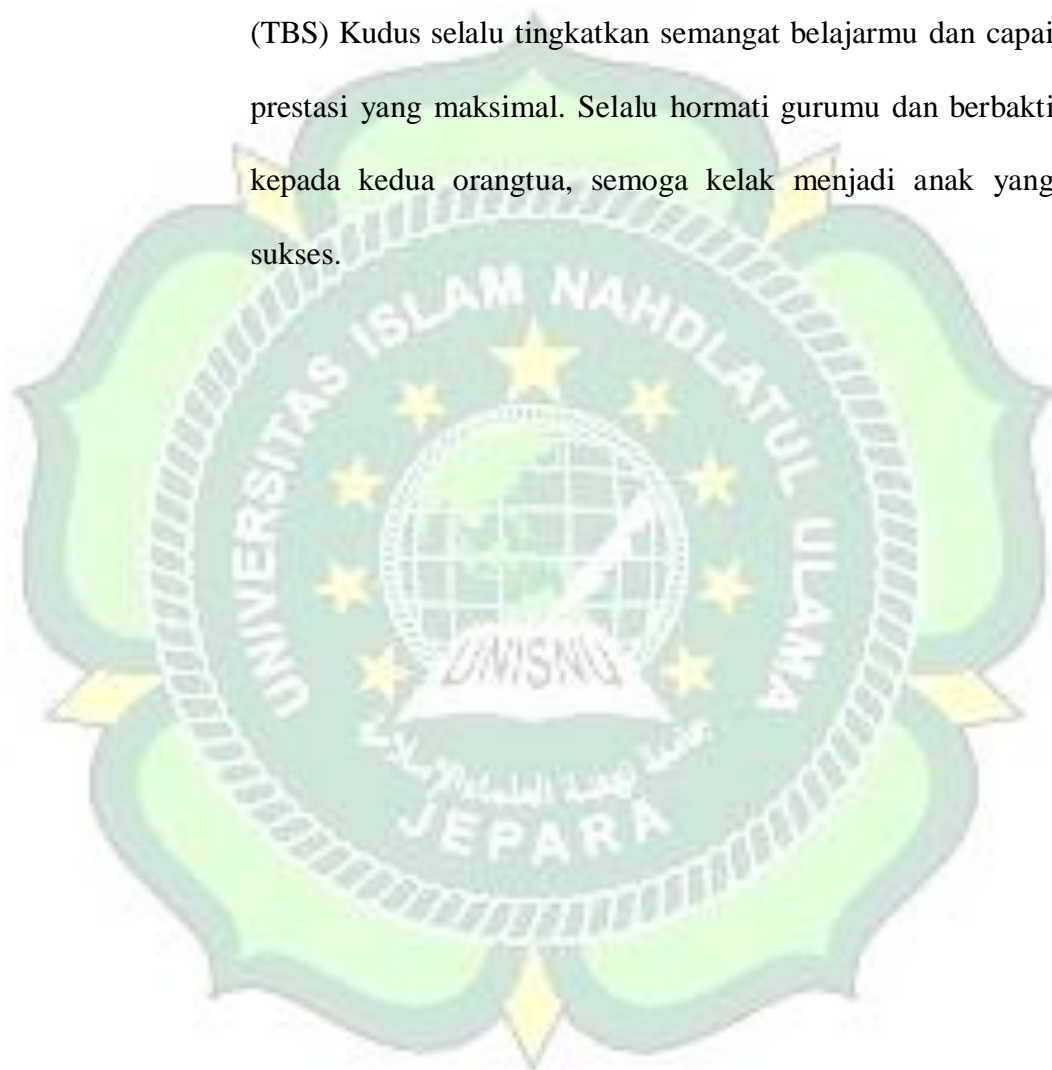 (TBS) Kudus selalu tingkatkan semangat belajarmu dan capai
prestasi yang maksimal. Selalu hormati gurumu dan berbakti
kepada kedua orangtua, semoga kelak menjadi anak yang
sukses.
UNIVERSITAS ISLAM NAHDLATUL ULAMA
UNISNU
JEPARA